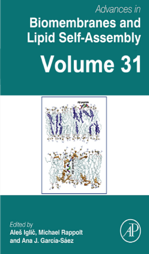 Advances in
Biomembranes and
Lipid Self-Assembly
Volume 31
Edited by
Aleš Iglič, Michael Rappolt
and Ana J. García-Sáez
AP